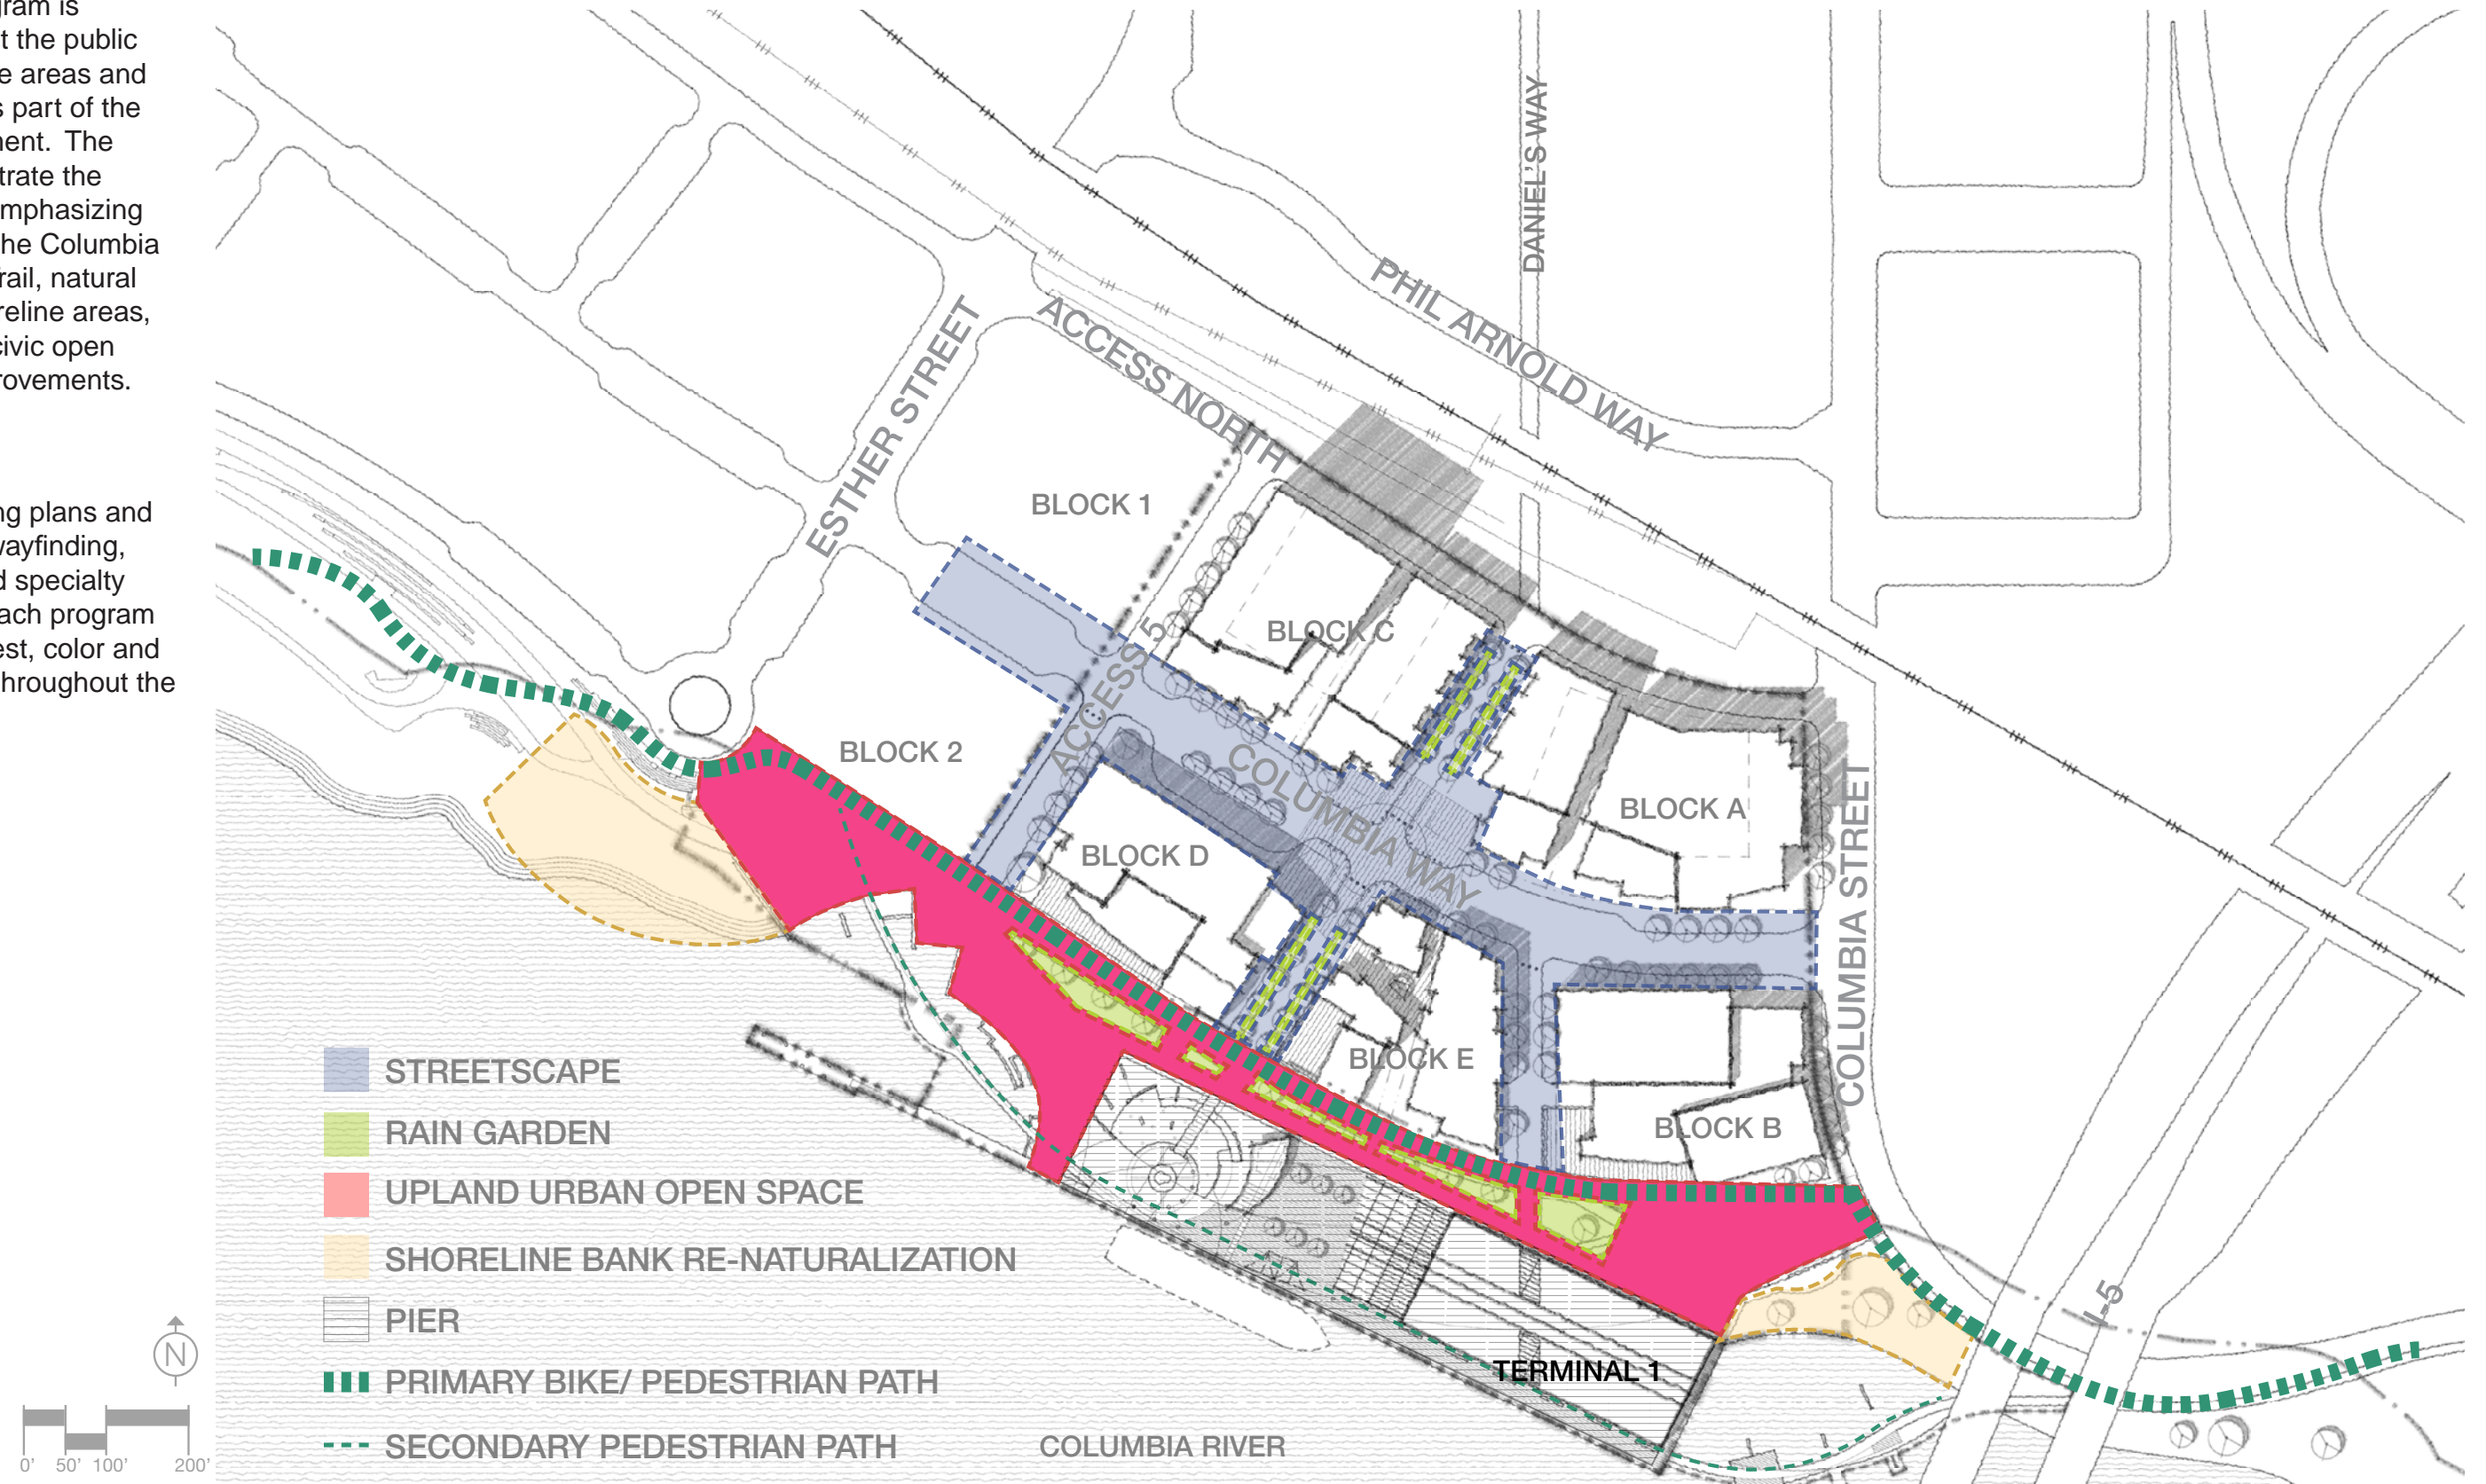 gram is
t the public
e areas and
s part of the
nent. The
trate the
mphasizing
he Columbia
rail, natural
reline areas,
civic open
rovements.
ng plans and
wayfinding,
d specialty
ach program
est, color and
hroughout the
DANIEL'S WAY
PHIL ARNOLD WAY
ACCESS NORTH
ESTHER STREET
BLOCK 1
BLOCK C
ACCESS 5
BLOCK 2
COLUMBIA WAY
BLOCK A
BLOCK D
COLUMBIA STREET
BLOCK E
BLOCK B
STREETSCAPE
RAIN GARDEN
UPLAND URBAN OPEN SPACE
SHORELINE BANK RE-NATURALIZATION
PIER
PRIMARY BIKE/ PEDESTRIAN PATH
SECONDARY PEDESTRIAN PATH
I-5
TERMINAL 1
COLUMBIA RIVER
N
0' 50' 100' 200'